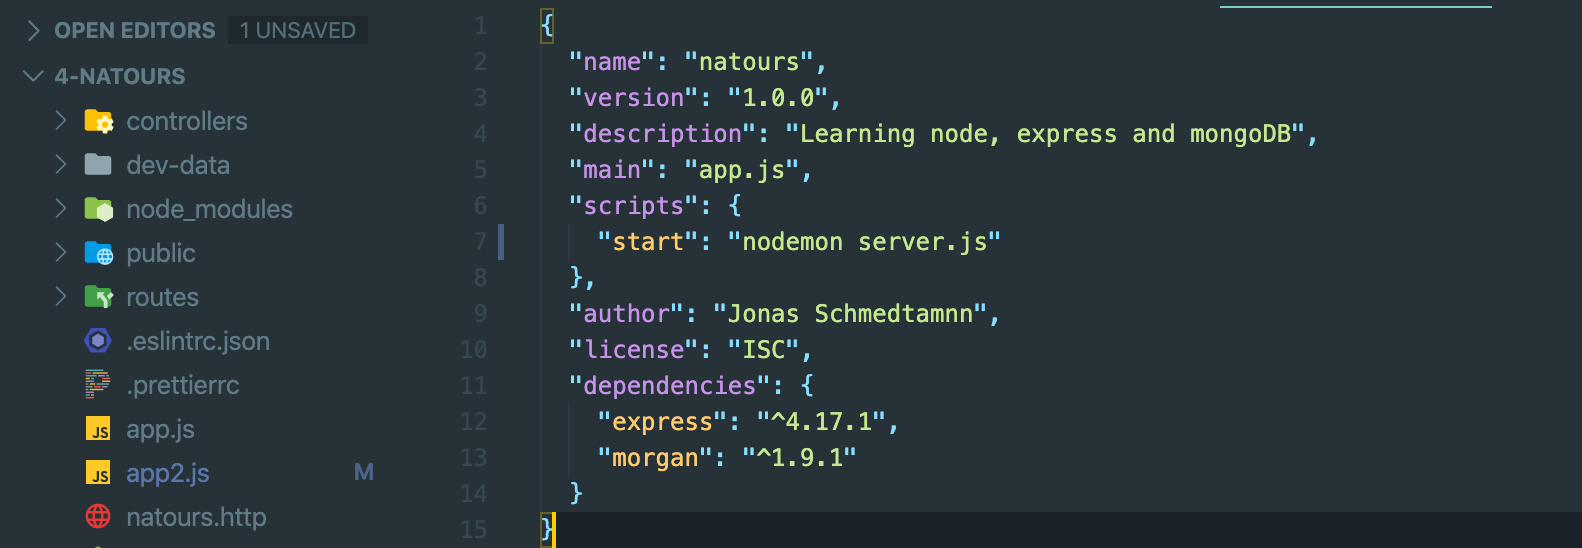 OPEN EDITORS 1 UNSAVED
4-NATOURS
controllers
dev-data
node_modules
public
routes
.eslintrc.json
.prettierrc
JS app.js
JS app2.js M
natours.http
1 {
2 "name": "natours",
3 "version": "1.0.0",
4 "description": "Learning node, express and mongoDB",
5 "main": "app.js",
6 "scripts": {
7 "start": "nodemon server.js"
8 },
9 "author": "Jonas Schmedtamnn",
10 "license": "ISC",
11 "dependencies": {
12 "express": "^4.17.1",
13 "morgan": "^1.9.1"
14 }
15 }